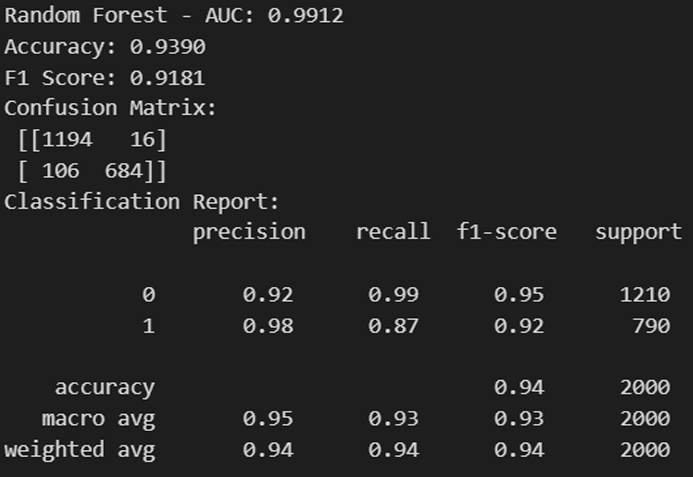 Random Forest - AUC: 0.9912
Accuracy: 0.9390
F1 Score: 0.9181
Confusion Matrix:
 [[1194   16]
 [ 106  684]]
Classification Report:
              precision    recall  f1-score   support

           0       0.92      0.99      0.95      1210
           1       0.98      0.87      0.92       790

    accuracy                           0.94      2000
   macro avg       0.95      0.93      0.93      2000
weighted avg       0.94      0.94      0.94      2000